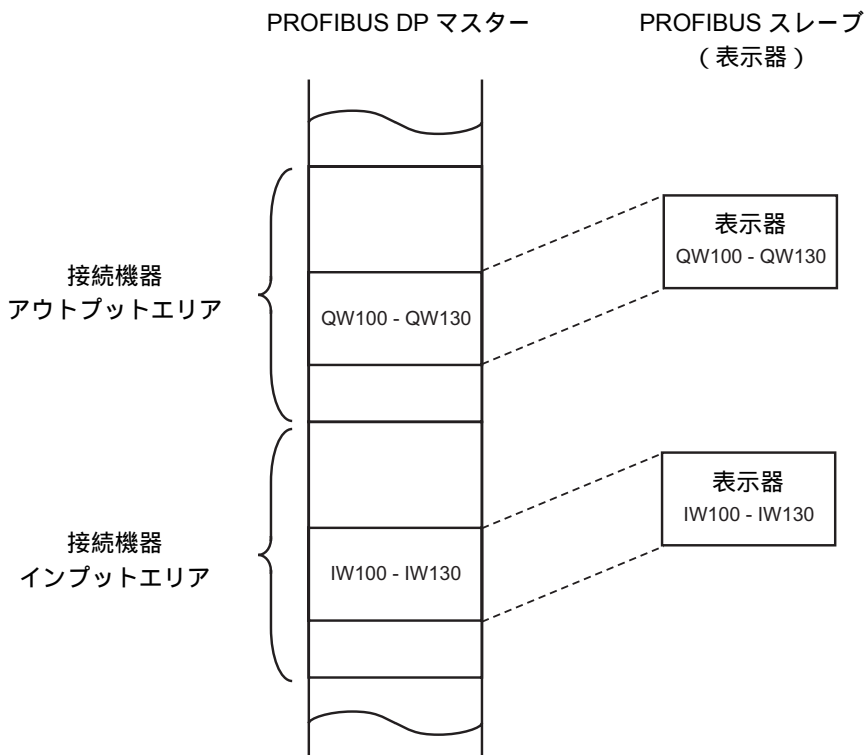 PROFIBUS DP マスター
PROFIBUS スレーブ
（表示器）
接続機器
アウトプットエリア
QW100 - QW130
表示器
QW100 - QW130
接続機器
インプットエリア
IW100 - IW130
表示器
IW100 - IW130